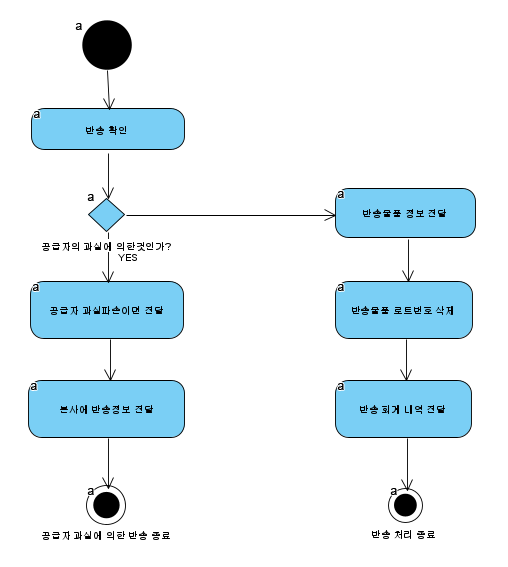 a
a
반송 확인
a
공급자의 과실에 의한것인가?
YES
a
반송물품 정보 전달
a
공급자 과실파손이면 전달
a
반송물품 로트번호 삭제
a
본사에 반송정보 전달
a
반송 회계 내역 전달
a
공급자 과실에 의한 반송 종료
a
반송 처리 종료